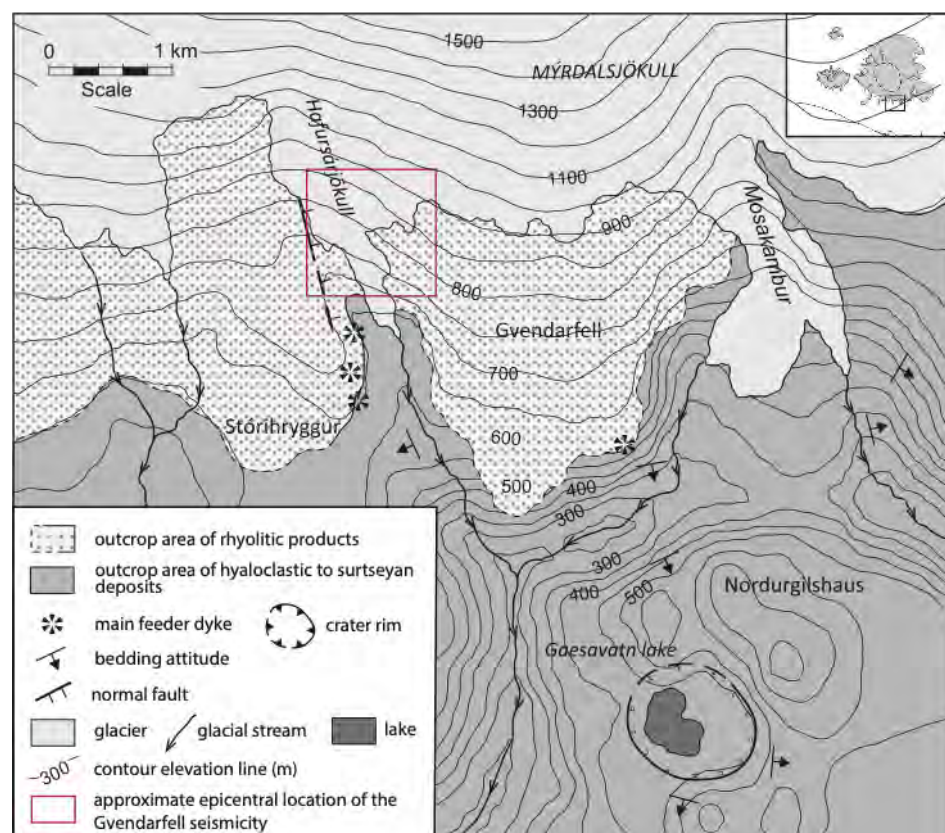 0 1 km
Scale
1500
MÝRDALSJÖKULL
1300
Hafursárjökull
1100
Mosakambur
900
800
Gvendarfell
700
Stórihryggur
600
500
400
300
300
400
500
Nordurgilshaus
Gaesavatn lake
outcrop area of rhyolitic products
outcrop area of hyaloclastic to surtseyan
deposits
main feeder dyke
crater rim
bedding attitude
normal fault
glacier
glacial stream
lake
300
contour elevation line (m)
approximate epicentral location of the
Gvendarfell seismicity